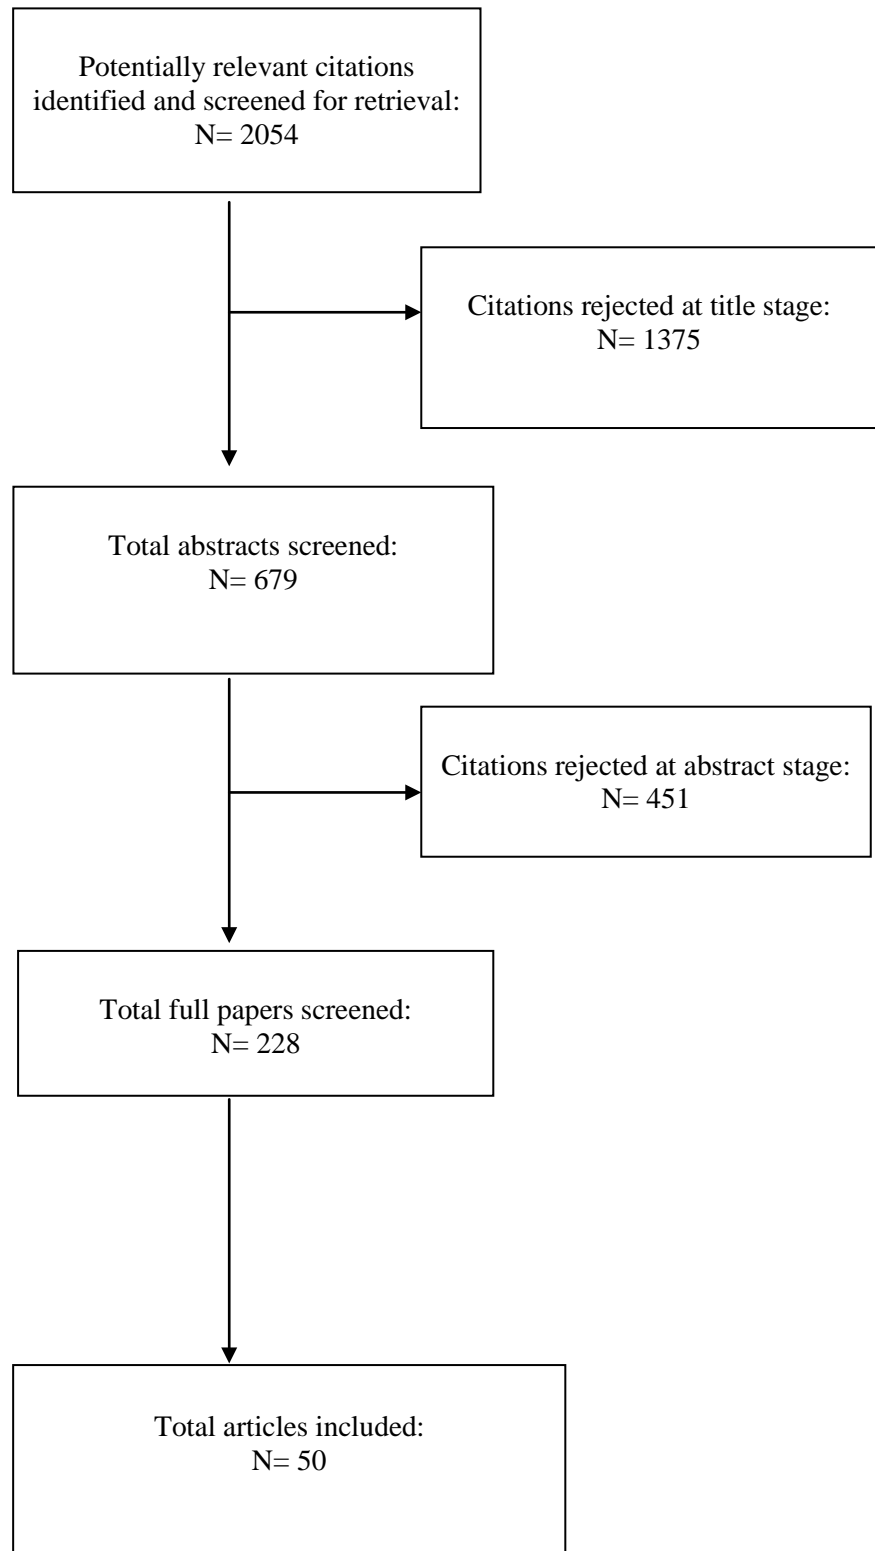 Potentially relevant citations
identified and screened for retrieval:
N= 2054
Citations rejected at title stage:
N= 1375
Total abstracts screened:
N= 679
Citations rejected at abstract stage:
N= 451
Total full papers screened:
N= 228
Total articles included:
N= 50